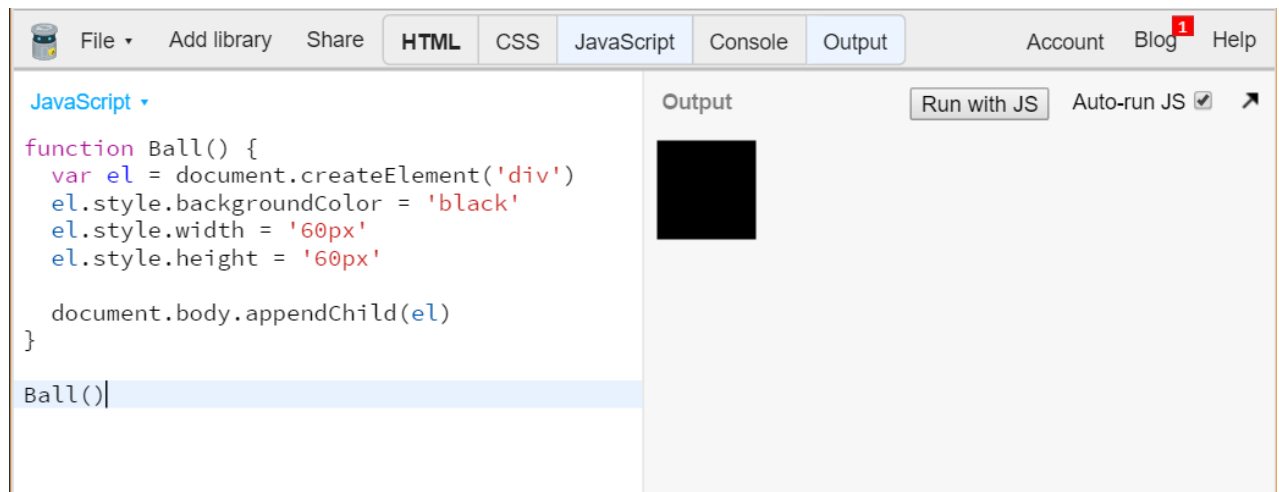 File ▾ Add library Share HTML CSS JavaScript Console Output Account Blog 1 Help
JavaScript ▾
Output Run with JS Auto-run JS
function Ball() {
  var el = document.createElement('div')
  el.style.backgroundColor = 'black'
  el.style.width = '60px'
  el.style.height = '60px'

  document.body.appendChild(el)
}

Ball()